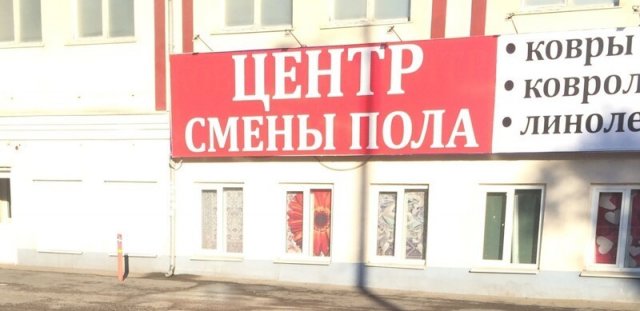 ЦЕНТР
СМЕНЫ ПОЛА
• ковры
• ковро
• линоле